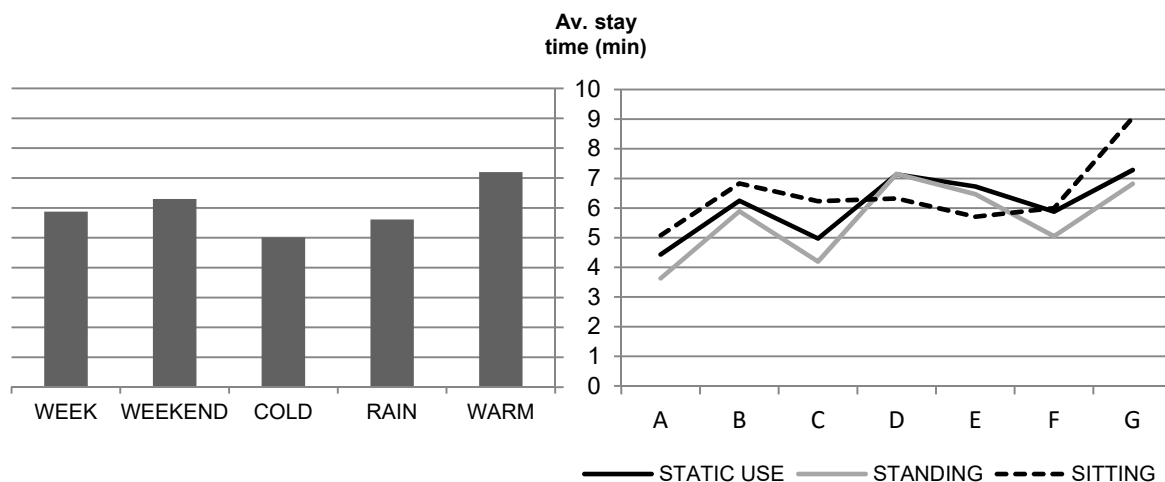 Av. stay
time (min)
10
9
8
7
6
5
4
3
2
1
0
WEEK WEEKEND COLD RAIN WARM
A B C D E F G
STATIC USE STANDING SITTING